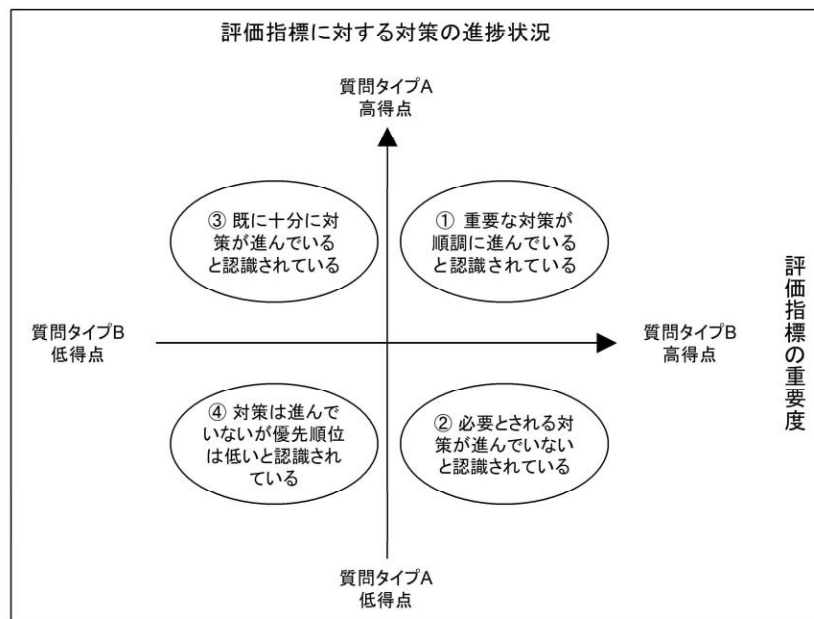 評価指標に対する対策の進捗状況
質問タイプA
高得点
③ 既に十分に対
策が進んでいる
と認識されている
① 重要な対策が
順調に進んでいる
と認識されている
質問タイプB
低得点
質問タイプB
高得点
評価指標の重要度
④ 対策は進んで
いないが優先順位
は低いと認識され
ている
② 必要とされる対
策が進んでいない
と認識されている
質問タイプA
低得点